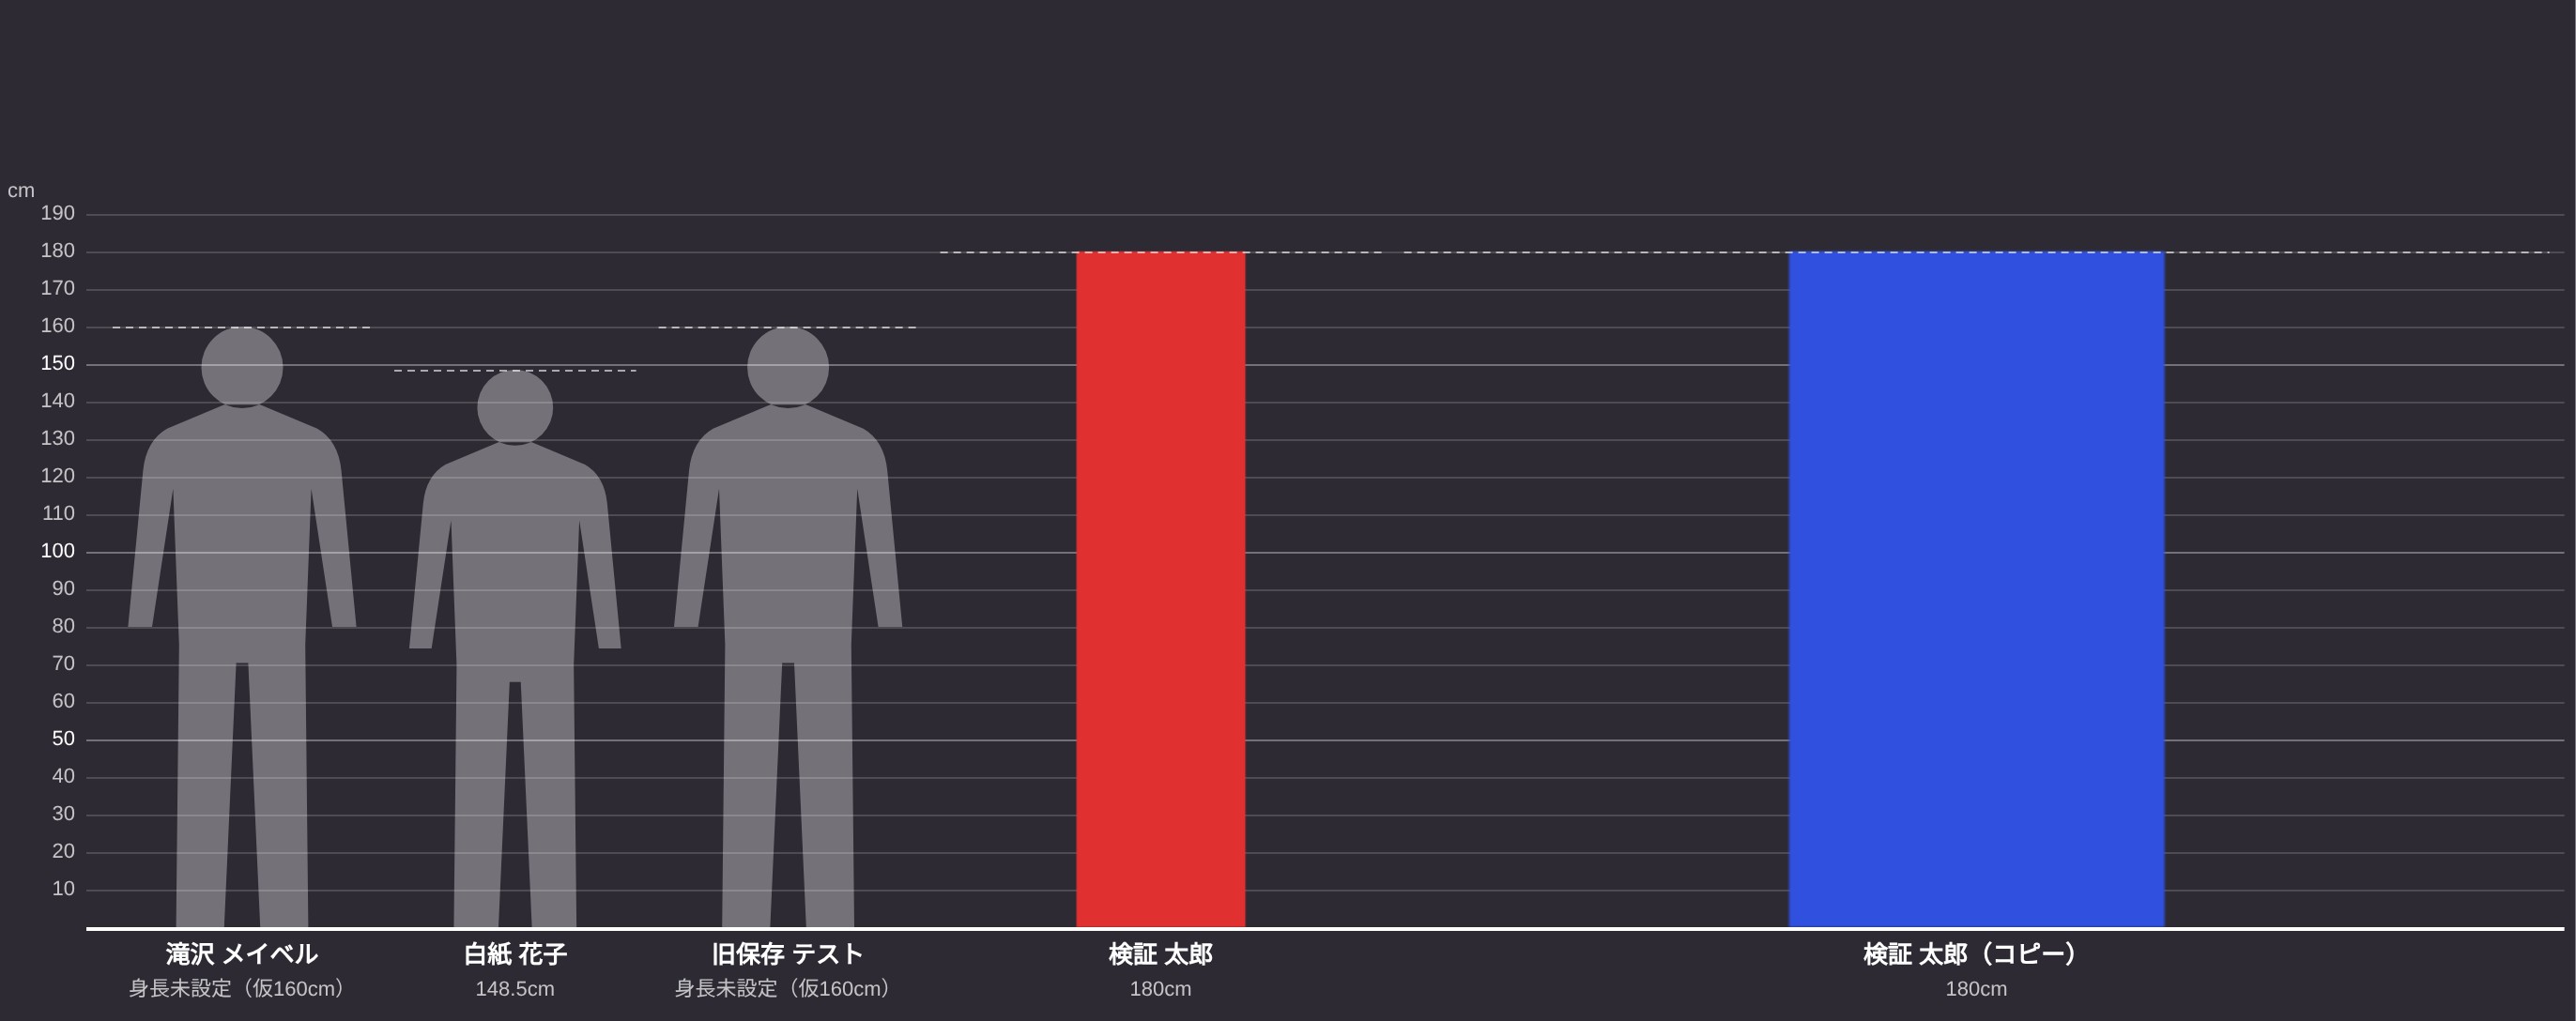 cm
190
180
170
160
150
140
130
120
110
100
90
80
70
60
50
40
30
20
10
滝沢 メイベル
身長未設定（仮160cm）
白紙 花子
148.5cm
旧保存 テスト
身長未設定（仮160cm）
検証 太郎
180cm
検証 太郎（コピー）
180cm